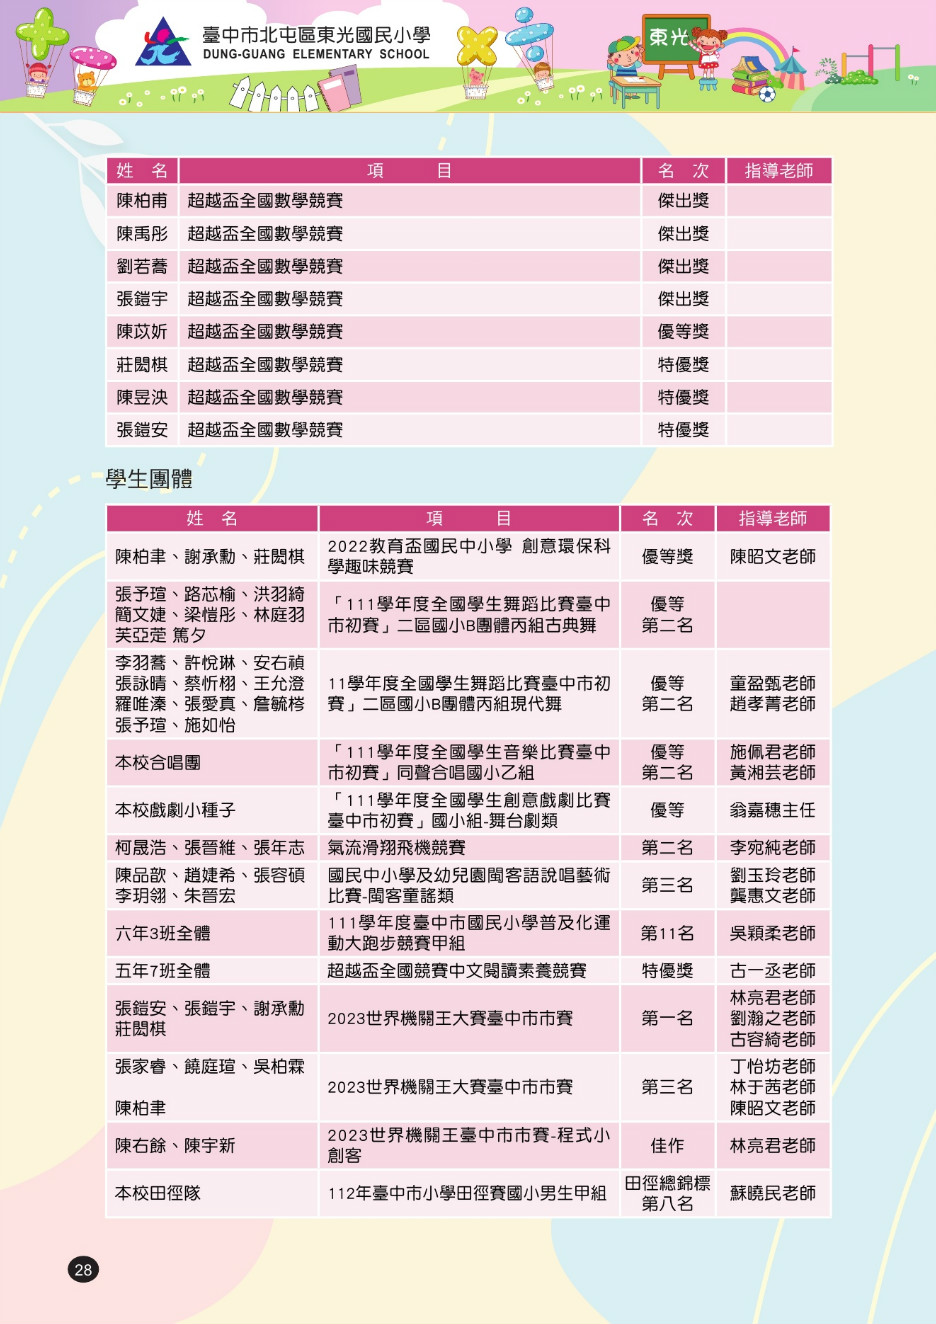 臺中市北屯區東光國民小學
DUNG-GUANG ELEMENTARY SCHOOL
東光
姓 名 項 目 名 次 指導老師
陳柏甫 超越盃全國數學競賽 傑出獎
陳禹彤 超越盃全國數學競賽 傑出獎
劉若蕎 超越盃全國數學競賽 傑出獎
張鎧宇 超越盃全國數學競賽 傑出獎
陳苡妡 超越盃全國數學競賽 優等獎
莊閎棋 超越盃全國數學競賽 特優獎
陳昱泱 超越盃全國數學競賽 特優獎
張鎧安 超越盃全國數學競賽 特優獎
學生團體
姓 名 項 目 名 次 指導老師
陳柏聿、謝承勳、莊閎棋
2022教育盃國民中小學 創意環保科
學趣味競賽
優等獎
陳昭文老師
張予瑄、路芯榆、洪羽綺
簡文婕、梁愷彤、林庭羽
芙亞萣 篤夕
「111學年度全國學生舞蹈比賽臺中
市初賽」二區國小B團體丙組古典舞
優等
第二名
李羽蕎、許悅琳、安右禎
張詠晴、蔡忻栩、王允澄
羅唯溱、張愛真、詹毓梣
張予瑄、施如怡
11學年度全國學生舞蹈比賽臺中市初
賽」二區國小B團體丙組現代舞
優等
第二名
童盈甄老師
趙孝菁老師
本校合唱團
「111學年度全國學生音樂比賽臺中
市初賽」同聲合唱國小乙組
優等
第二名
施佩君老師
黃湘芸老師
本校戲劇小種子
「111學年度全國學生創意戲劇比賽
臺中市初賽」國小組-舞台劇類
優等
翁嘉穗主任
柯晟浩、張晉維、張年志 氣流滑翔飛機競賽 第二名 李宛純老師
陳品歆、趙婕希、張容碩
李玥翎、朱晉宏
國民中小學及幼兒園閩客語說唱藝術
比賽-閩客童謠類
第三名
劉玉玲老師
龔惠文老師
六年3班全體
111學年度臺中市國民小學普及化運
動大跑步競賽甲組
第11名
吳穎柔老師
五年7班全體 超越盃全國競賽中文閱讀素養競賽 特優獎 古一丞老師
張鎧安、張鎧宇、謝承勳
莊閎棋
2023世界機關王大賽臺中市市賽
第一名
林亮君老師
劉瀚之老師
古容綺老師
張家睿、饒庭瑄、吳柏霖
陳柏聿
2023世界機關王大賽臺中市市賽
第三名
丁怡坊老師
林于茜老師
陳昭文老師
陳右餘、陳宇新
2023世界機關王臺中市市賽-程式小
創客
佳作
林亮君老師
本校田徑隊
112年臺中市小學田徑賽國小男生甲組
田徑總錦標
第八名
蘇曉民老師
28